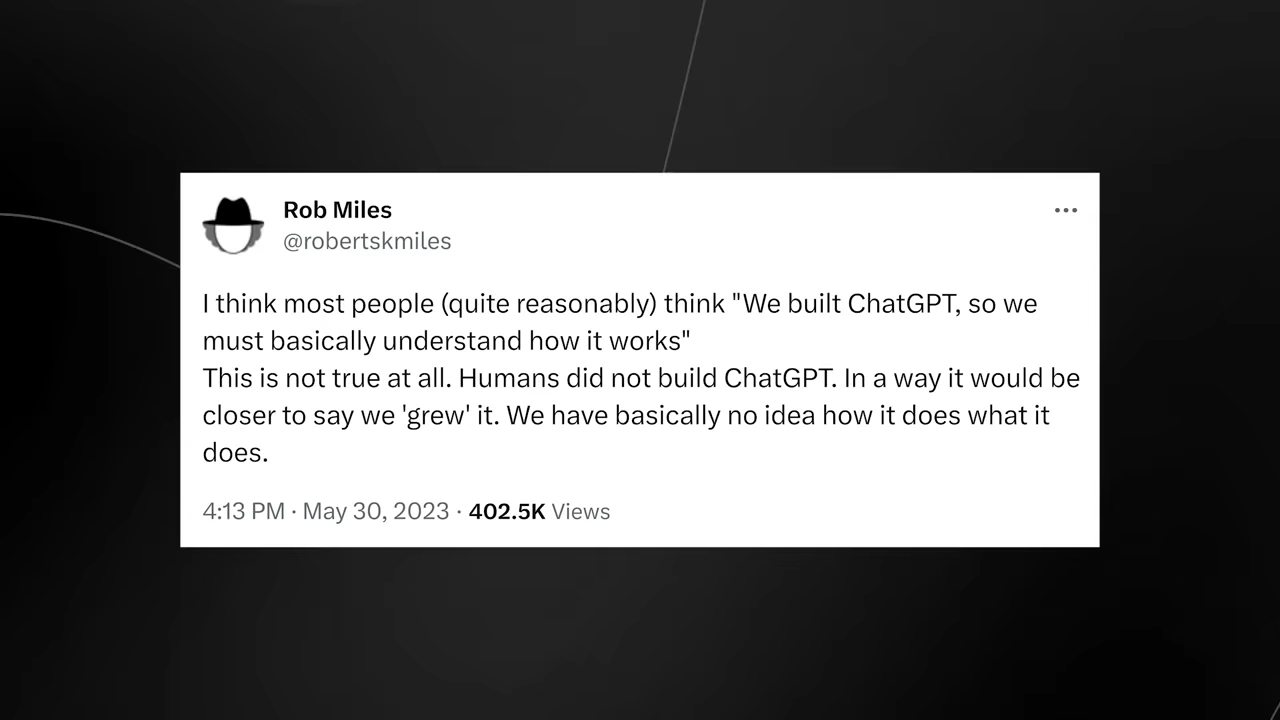 Rob Miles
@robertskmiles
I think most people (quite reasonably) think "We built ChatGPT, so we
must basically understand how it works"
This is not true at all. Humans did not build ChatGPT. In a way it would be
closer to say we 'grew' it. We have basically no idea how it does what it
does.
4:13 PM · May 30, 2023 · 402.5K Views